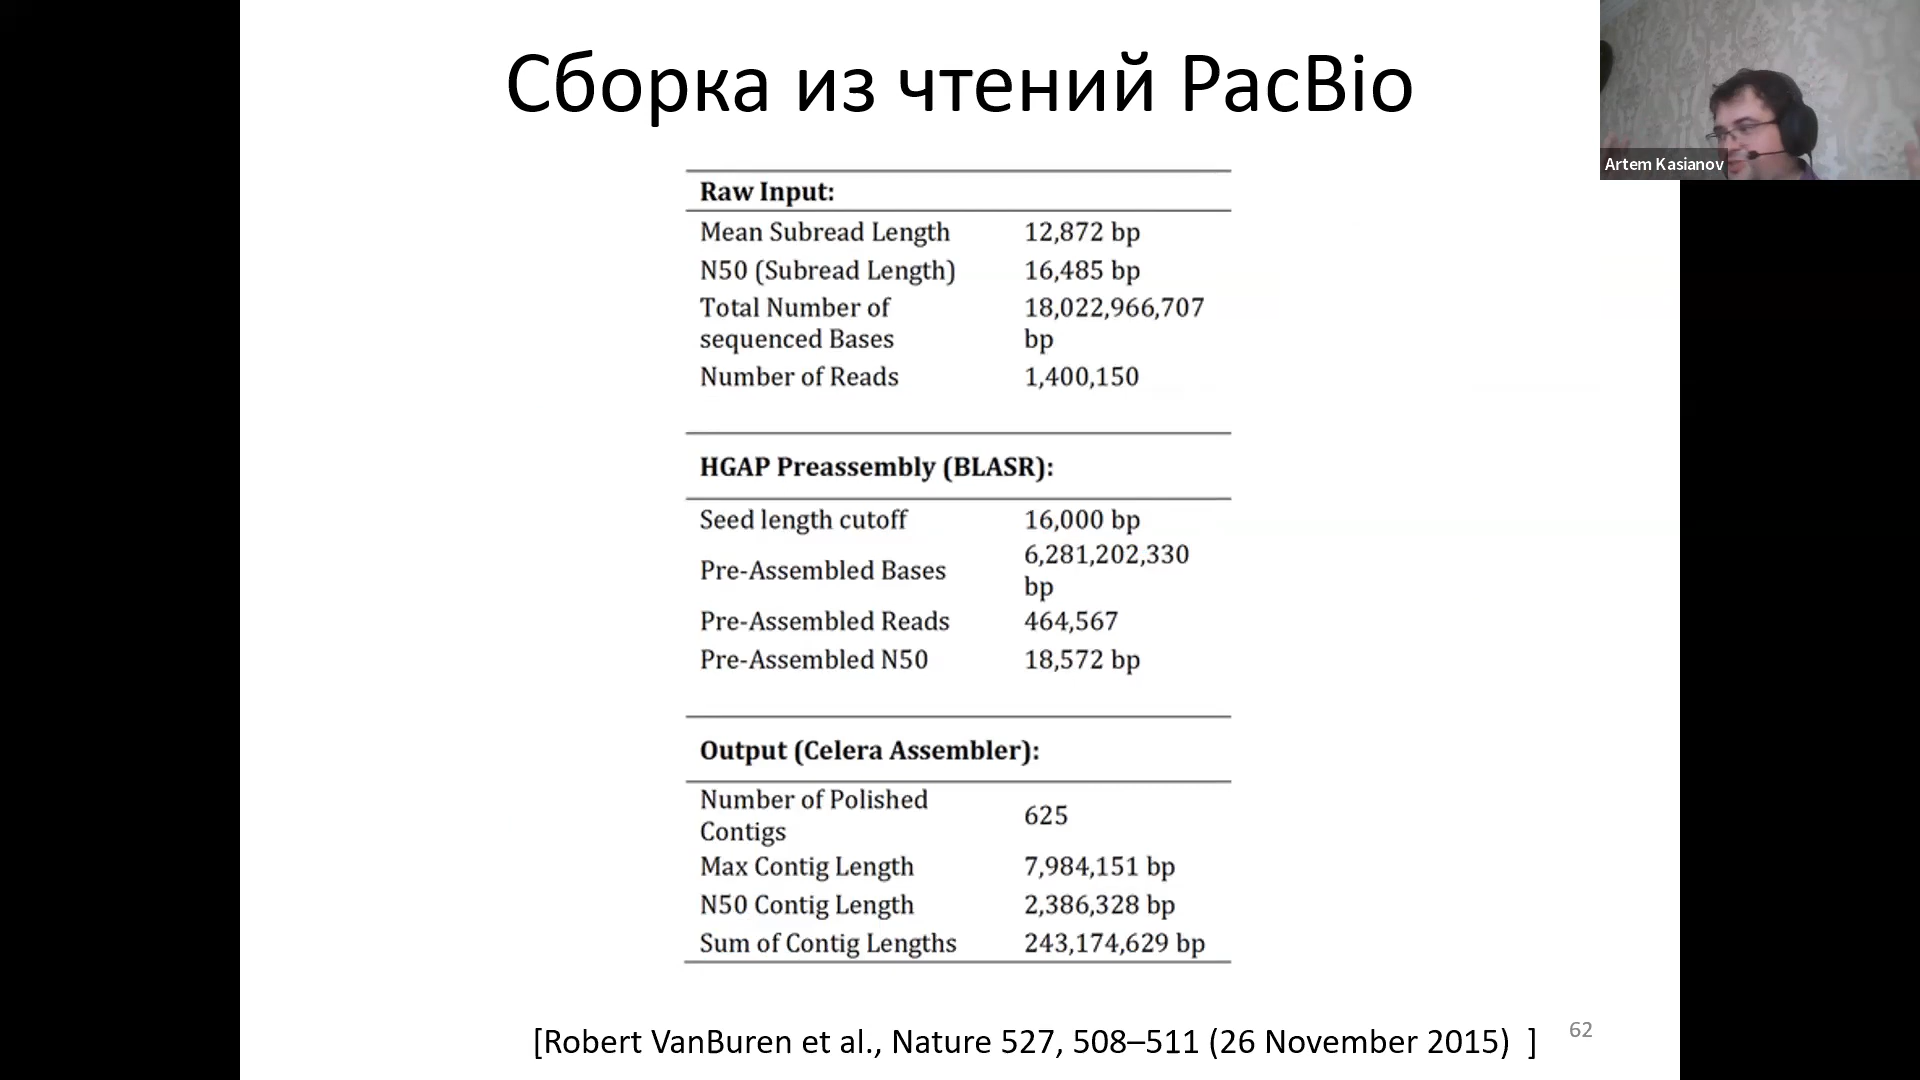 Сборка из чтений PacBio
Artem Kasianov
Raw Input:
Mean Subread Length 12,872 bp
N50 (Subread Length) 16,485 bp
Total Number of 18,022,966,707
sequenced Bases bp
Number of Reads 1,400,150
HGAP Preassembly (BLASR):
Seed length cutoff 16,000 bp
Pre-Assembled Bases 6,281,202,330
bp
Pre-Assembled Reads 464,567
Pre-Assembled N50 18,572 bp
Output (Celera Assembler):
Number of Polished
Contigs 625
Max Contig Length 7,984,151 bp
N50 Contig Length 2,386,328 bp
Sum of Contig Lengths 243,174,629 bp
[Robert VanBuren et al., Nature 527, 508–511 (26 November 2015) ]
62